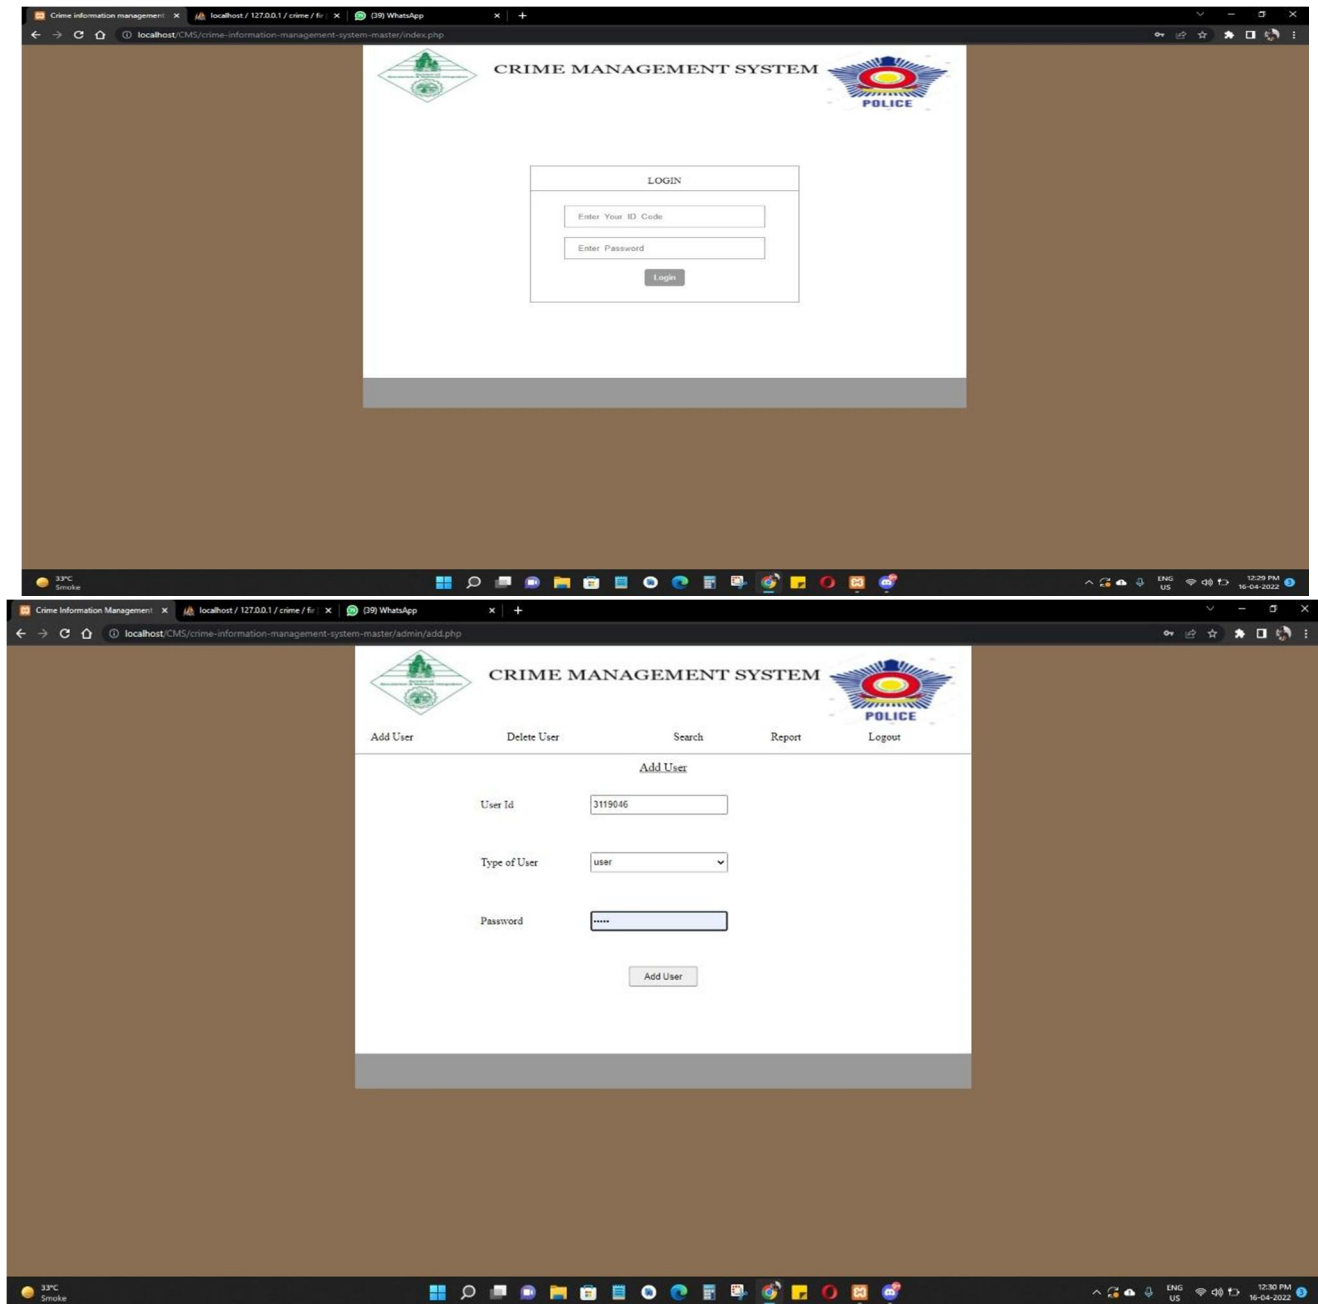 Crime information management
localhost / 127.0.0.1 / crime / fir
(39) WhatsApp
localhost/CMS/crime-information-management-system-master/index.php
CRIME MANAGEMENT SYSTEM
POLICE
LOGIN
Enter Your ID Code
Enter Password
Login
33°C
Smoke
ENG
US
12:29 PM
16-04-2022
3
Crime Information Management
localhost / 127.0.0.1 / crime / fir
(39) WhatsApp
localhost/CMS/crime-information-management-system-master/admin/add.php
CRIME MANAGEMENT SYSTEM
POLICE
Add User Delete User Search Report Logout
Add User
User Id 3119046
Type of User user
Password •••••
Add User
33°C
Smoke
ENG
US
12:30 PM
16-04-2022
3